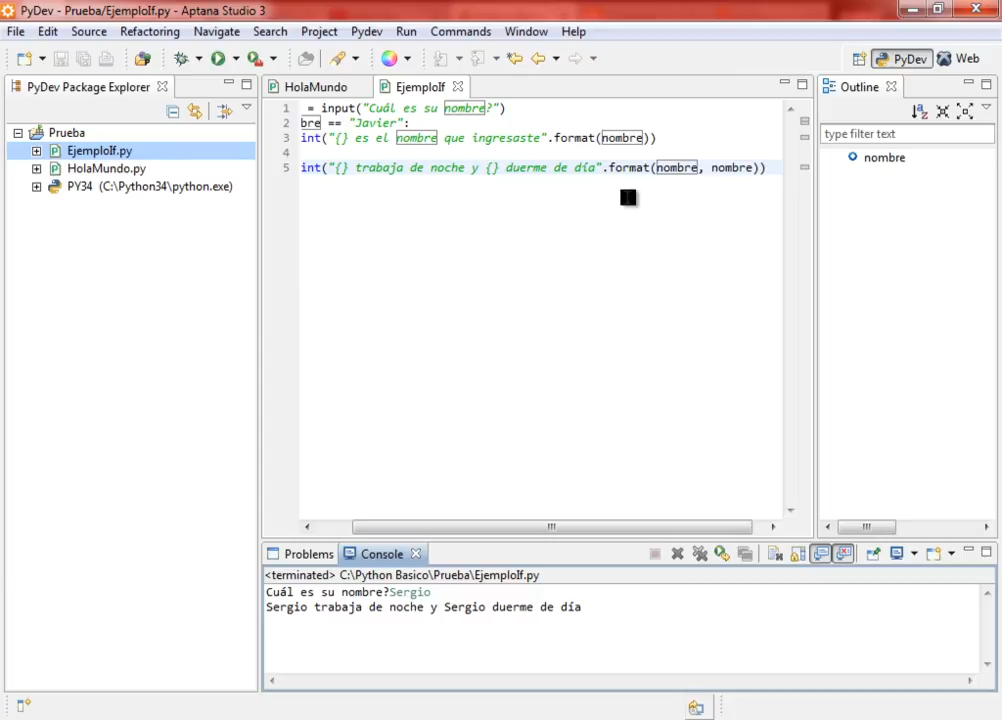 PyDev - Prueba/EjemploIf.py - Aptana Studio 3
File Edit Source Refactoring Navigate Search Project Pydev Run Commands Window Help
PyDev Web
PyDev Package Explorer
HolaMundo
EjemploIf
Outline
Prueba
EjemploIf.py
HolaMundo.py
PY34 (C:\Python34\python.exe)
1 = input("Cuál es su nombre?")
2 bre == "Javier":
3 int("{} es el nombre que ingresaste".format(nombre))
4
5 int("{} trabaja de noche y {} duerme de día".format(nombre, nombre))
type filter text
nombre
Problems Console
<terminated> C:\Python Basico\Prueba\EjemploIf.py
Cuál es su nombre?Sergio
Sergio trabaja de noche y Sergio duerme de día